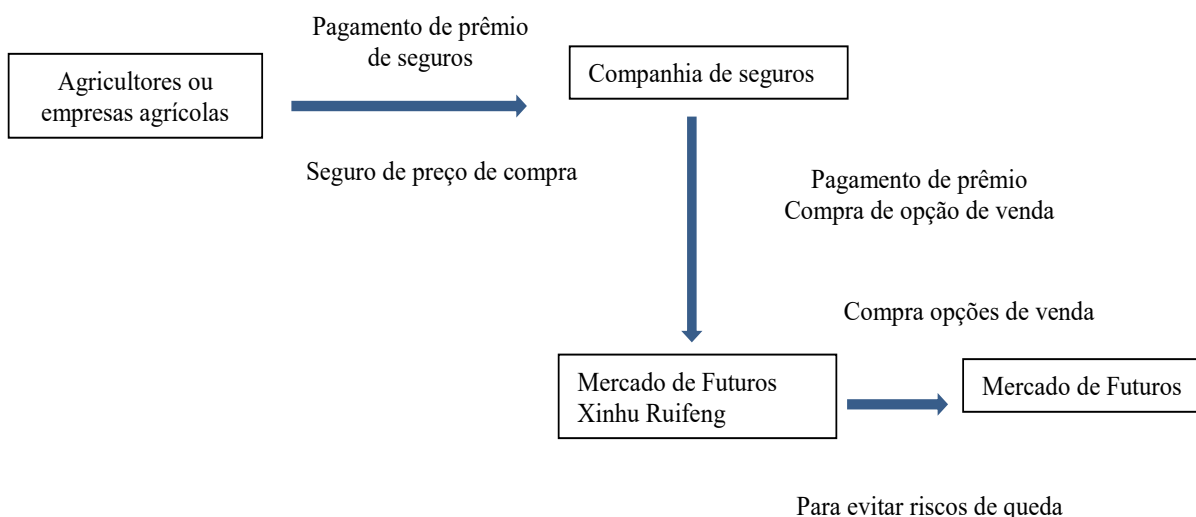 Pagamento de prêmio
de seguros
Agricultores ou
empresas agrícolas
Companhia de seguros
Seguro de preço de compra
Pagamento de prêmio
Compra de opção de venda
Compra opções de venda
Mercado de Futuros
Xinhu Ruifeng
Mercado de Futuros
Para evitar riscos de queda